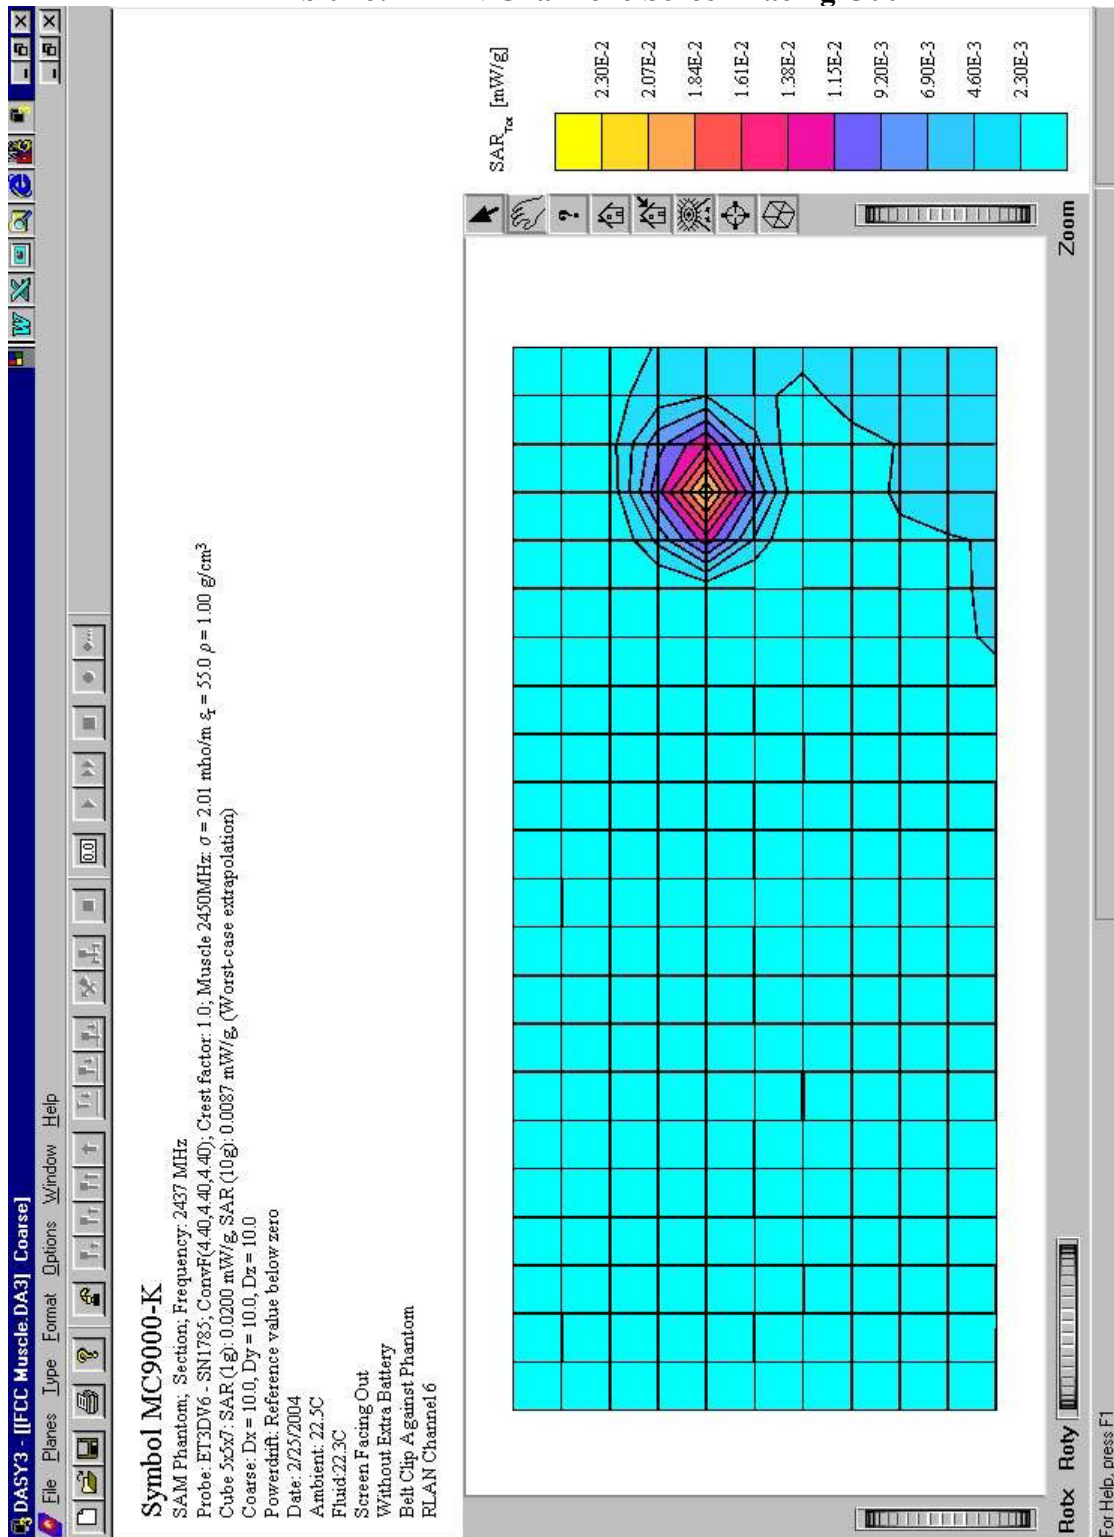 DASY3 - [[FCC Muscle.DA3] Coarse]
File Planes Type Format Options Window Help
Symbol MC9000-K
SAM Phantom; Section; Frequency: 2437 MHz
Probe: ET3DV6 - SN1785; ConvF(4.40,4.40,4.40); Crest factor: 1.0; Muscle 2450MHz: σ = 2.01 mho/m εr = 55.0 ρ = 1.00 g/cm³
Cube 5x5x7: SAR (1g): 0.0200 mW/g, SAR (10g): 0.0087 mW/g, (Worst-case extrapolation)
Coarse: Dx = 10.0, Dy = 10.0, Dz = 10.0
Powerdrift: Reference value below zero
Date: 2/25/2004
Ambient: 22.5C
Fluid:22.3C
Screen Facing Out
Without Extra Battery
Belt Clip Against Phantom
RLAN Channel 6
SARTot [mW/g]
2.30E-2
2.07E-2
1.84E-2
1.61E-2
1.38E-2
1.15E-2
9.20E-3
6.90E-3
4.60E-3
2.30E-3
Rotx Roty Zoom
For Help, press F1